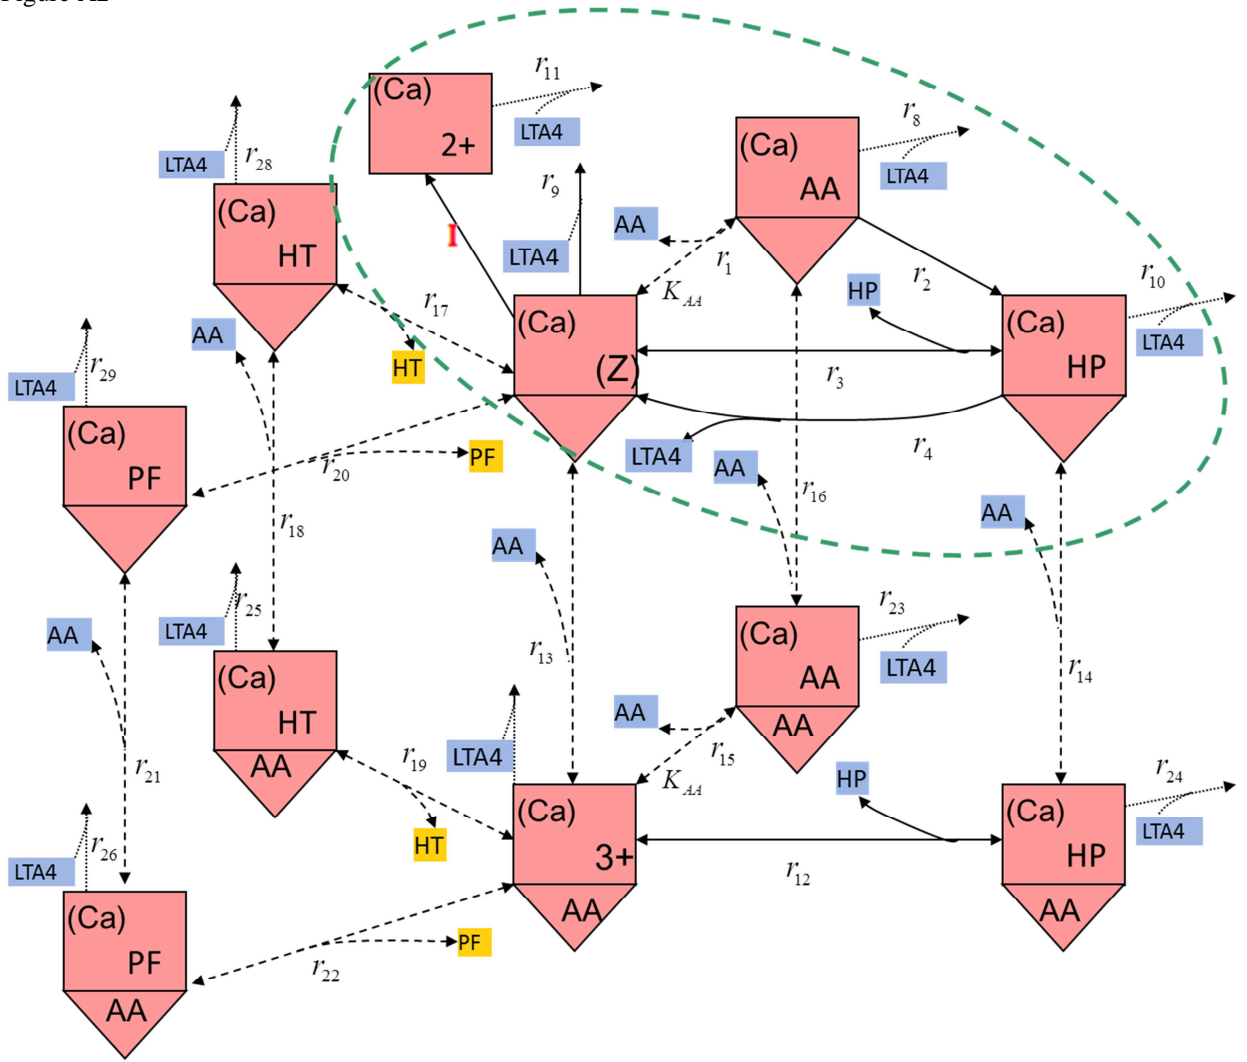 (Ca)
2+
r11
LTA4
(Ca)
AA
r8
LTA4
LTA4
r28
(Ca)
HT
r9
LTA4
I
AA
r1
KAA
r2
HP
r10
LTA4
(Ca)
(Z)
(Ca)
HP
r17
HT
AA
r3
r4
LTA4
LTA4
r29
(Ca)
PF
r20
PF
r18
AA
r16
AA
AA
r13
r14
LTA4
r25
(Ca)
HT
AA
AA
r21
(Ca)
AA
AA
r23
LTA4
AA
r15
KAA
r19
HT
LTA4
(Ca)
3+
AA
HP
r12
(Ca)
HP
AA
r24
LTA4
LTA4
r26
(Ca)
PF
AA
r22
PF